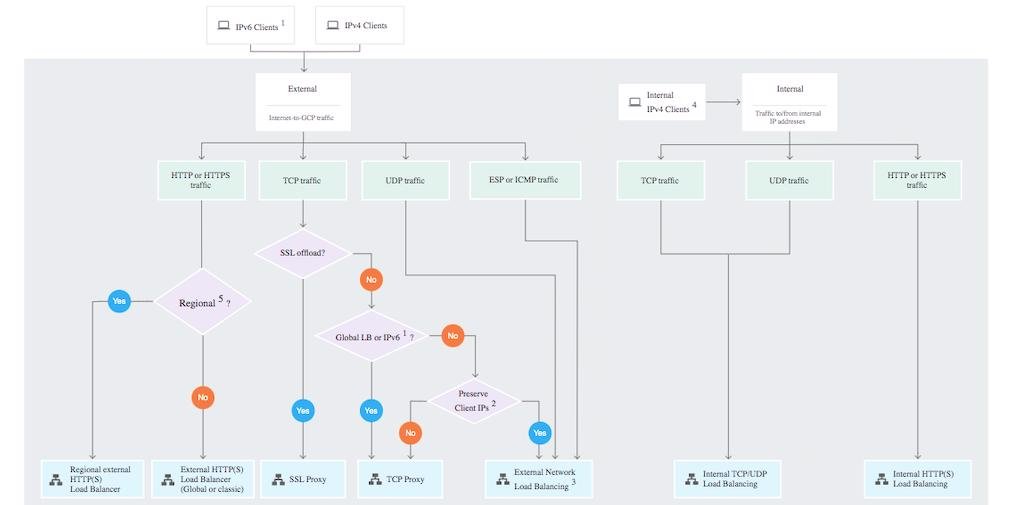 IPv6 Clients 1
IPv4 Clients
External
Internet-to-GCP traffic
Internal
IPv4 Clients 4
Internal
Traffic to/from internal
IP addresses
HTTP or HTTPS
traffic
TCP traffic
UDP traffic
ESP or ICMP traffic
TCP traffic
UDP traffic
HTTP or HTTPS
traffic
SSL offload?
No
Regional 5 ?
Yes
Global LB or IPv6 1 ?
No
No
Preserve
Client IPs 2
Yes
Yes
No
Yes
Regional external
HTTP(S)
Load Balancer
External HTTP(S)
Load Balancer
(Global or classic)
SSL Proxy
TCP Proxy
External Network
Load Balancing 3
Internal TCP/UDP
Load Balancing
Internal HTTP(S)
Load Balancing